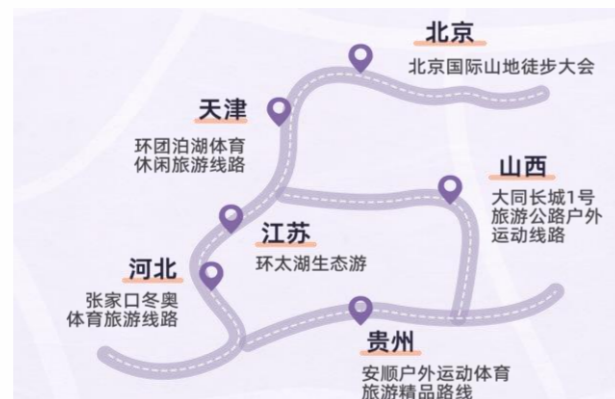 北京
北京国际山地徒步大会
天津
环团泊湖体育
休闲旅游线路
山西
大同长城1号
旅游公路户外
运动线路
江苏
环太湖生态游
河北
张家口冬奥
体育旅游线路
贵州
安顺户外运动体育
旅游精品路线